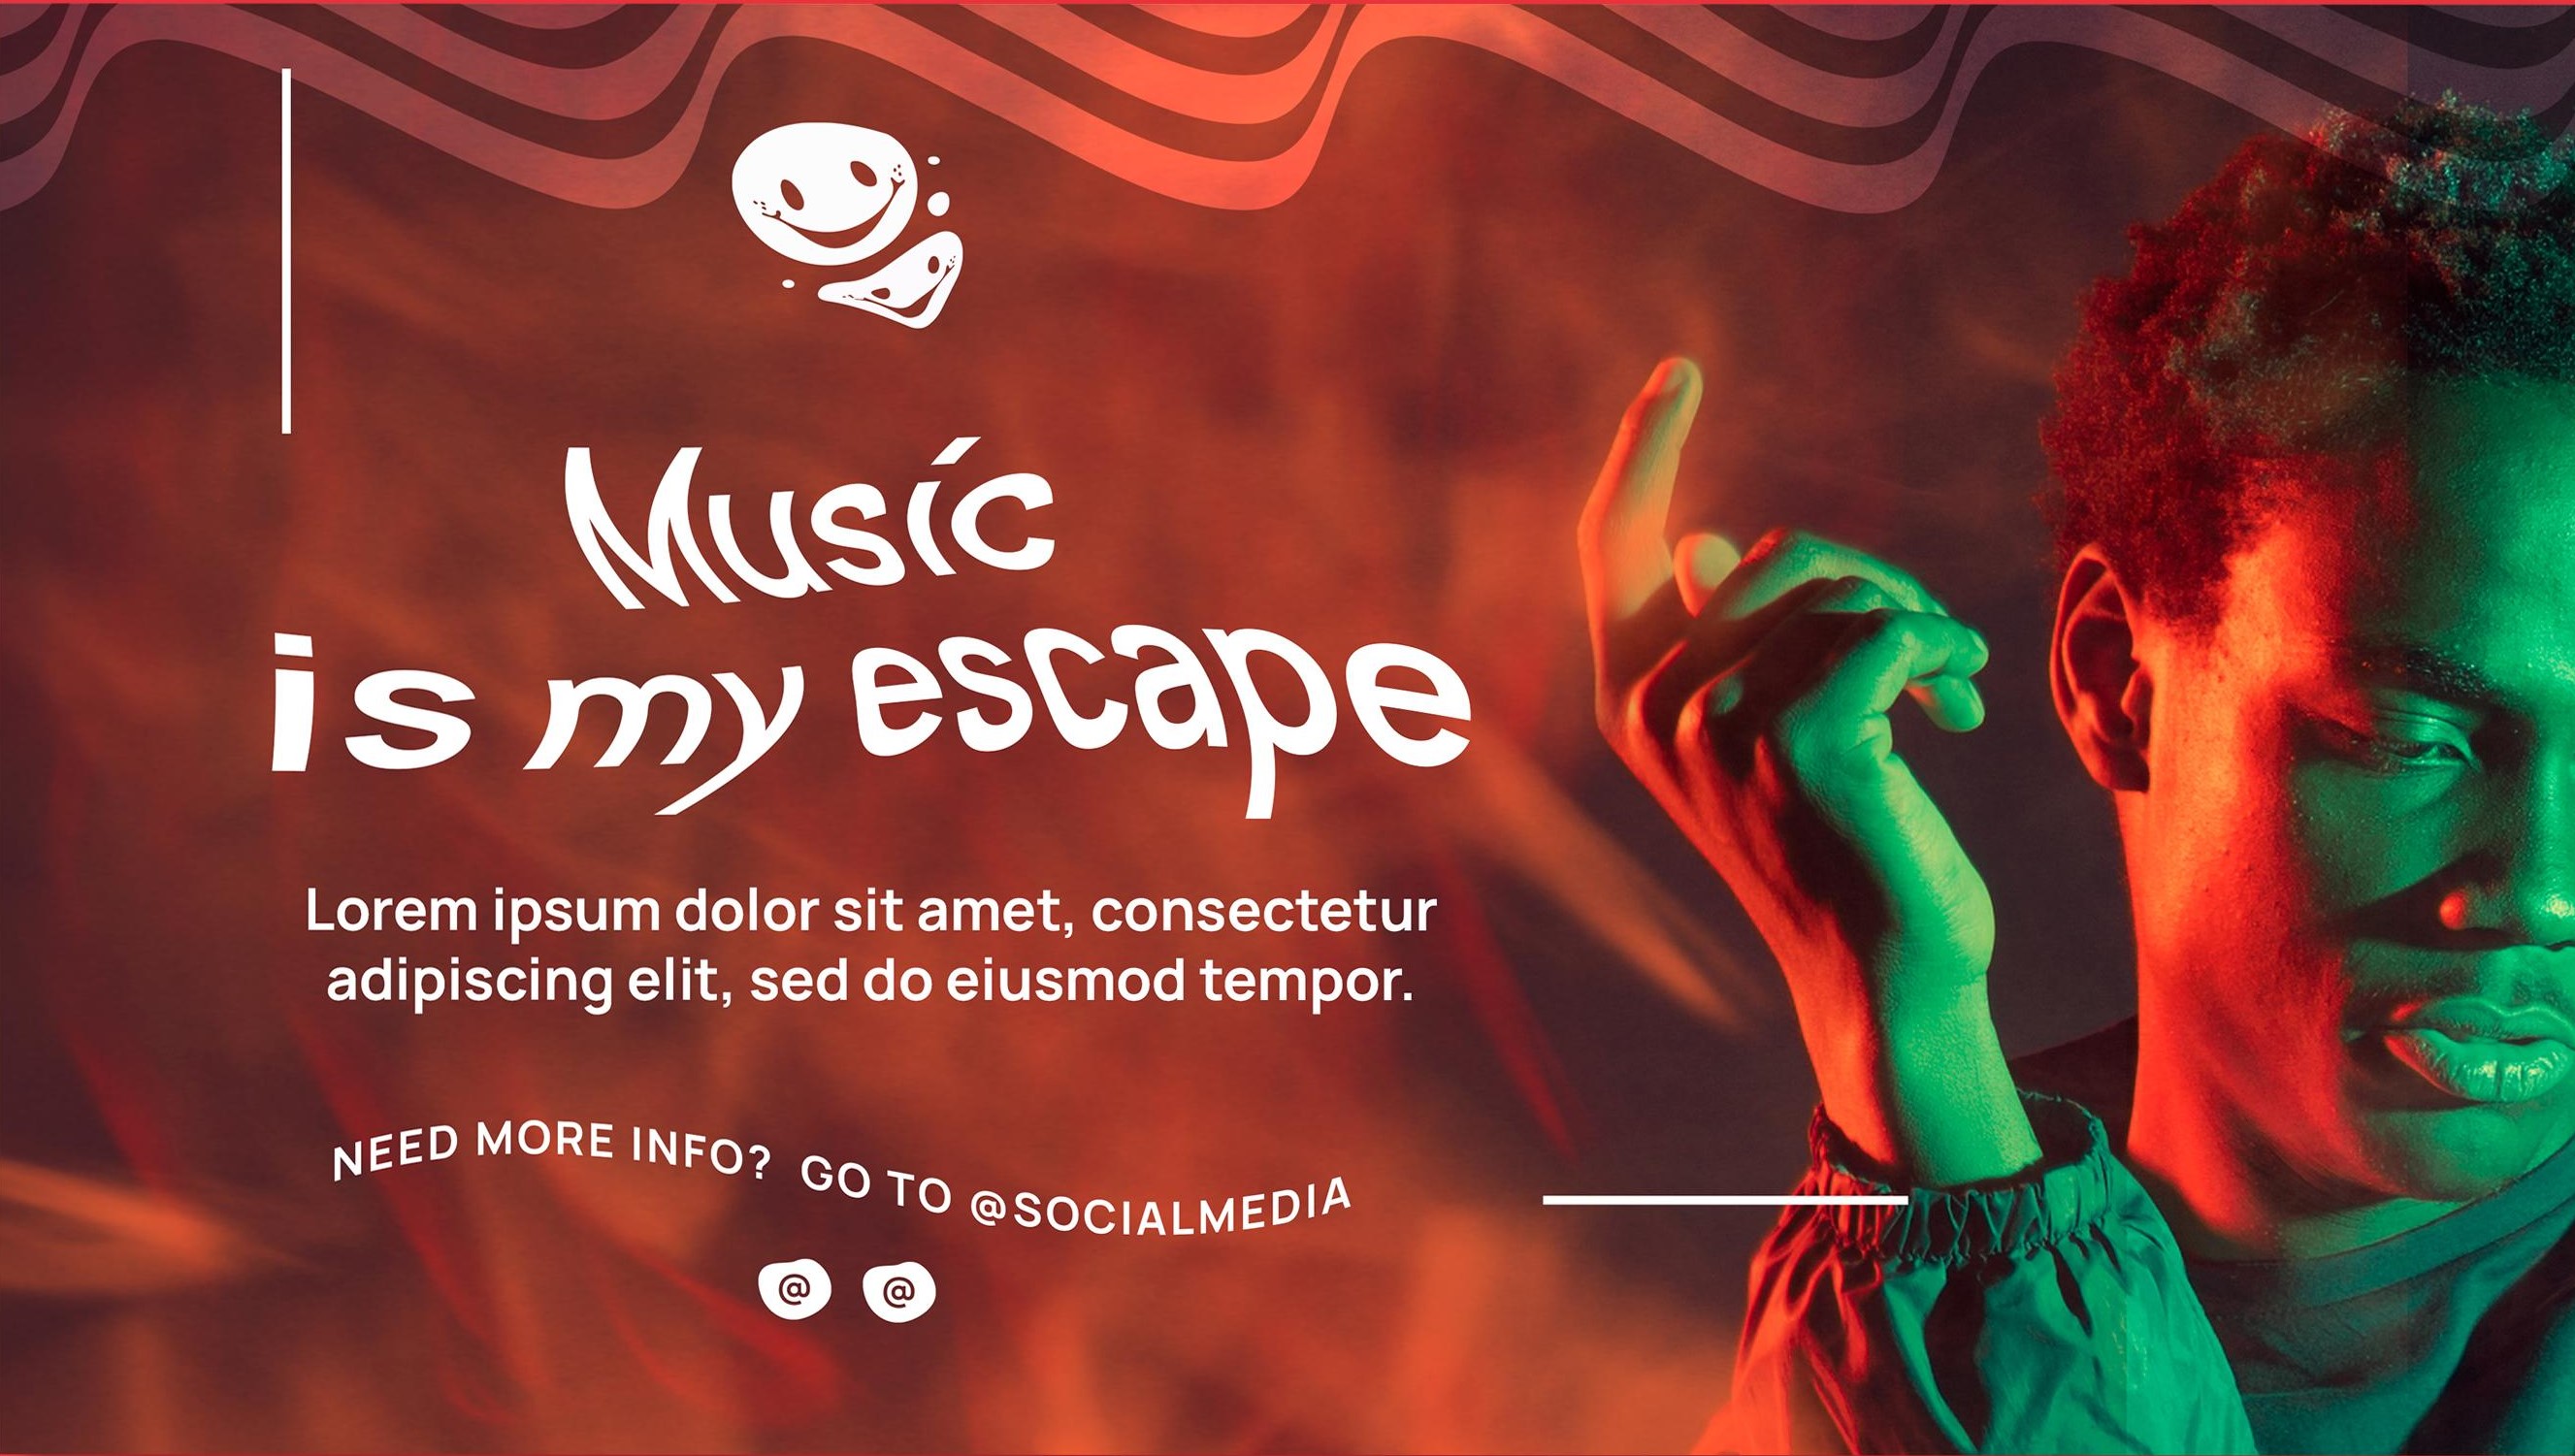 Music
is my escape
Lorem ipsum dolor sit amet, consectetur
adipiscing elit, sed do eiusmod tempor.
NEED MORE INFO? GO TO @SOCIALMEDIA
@ @